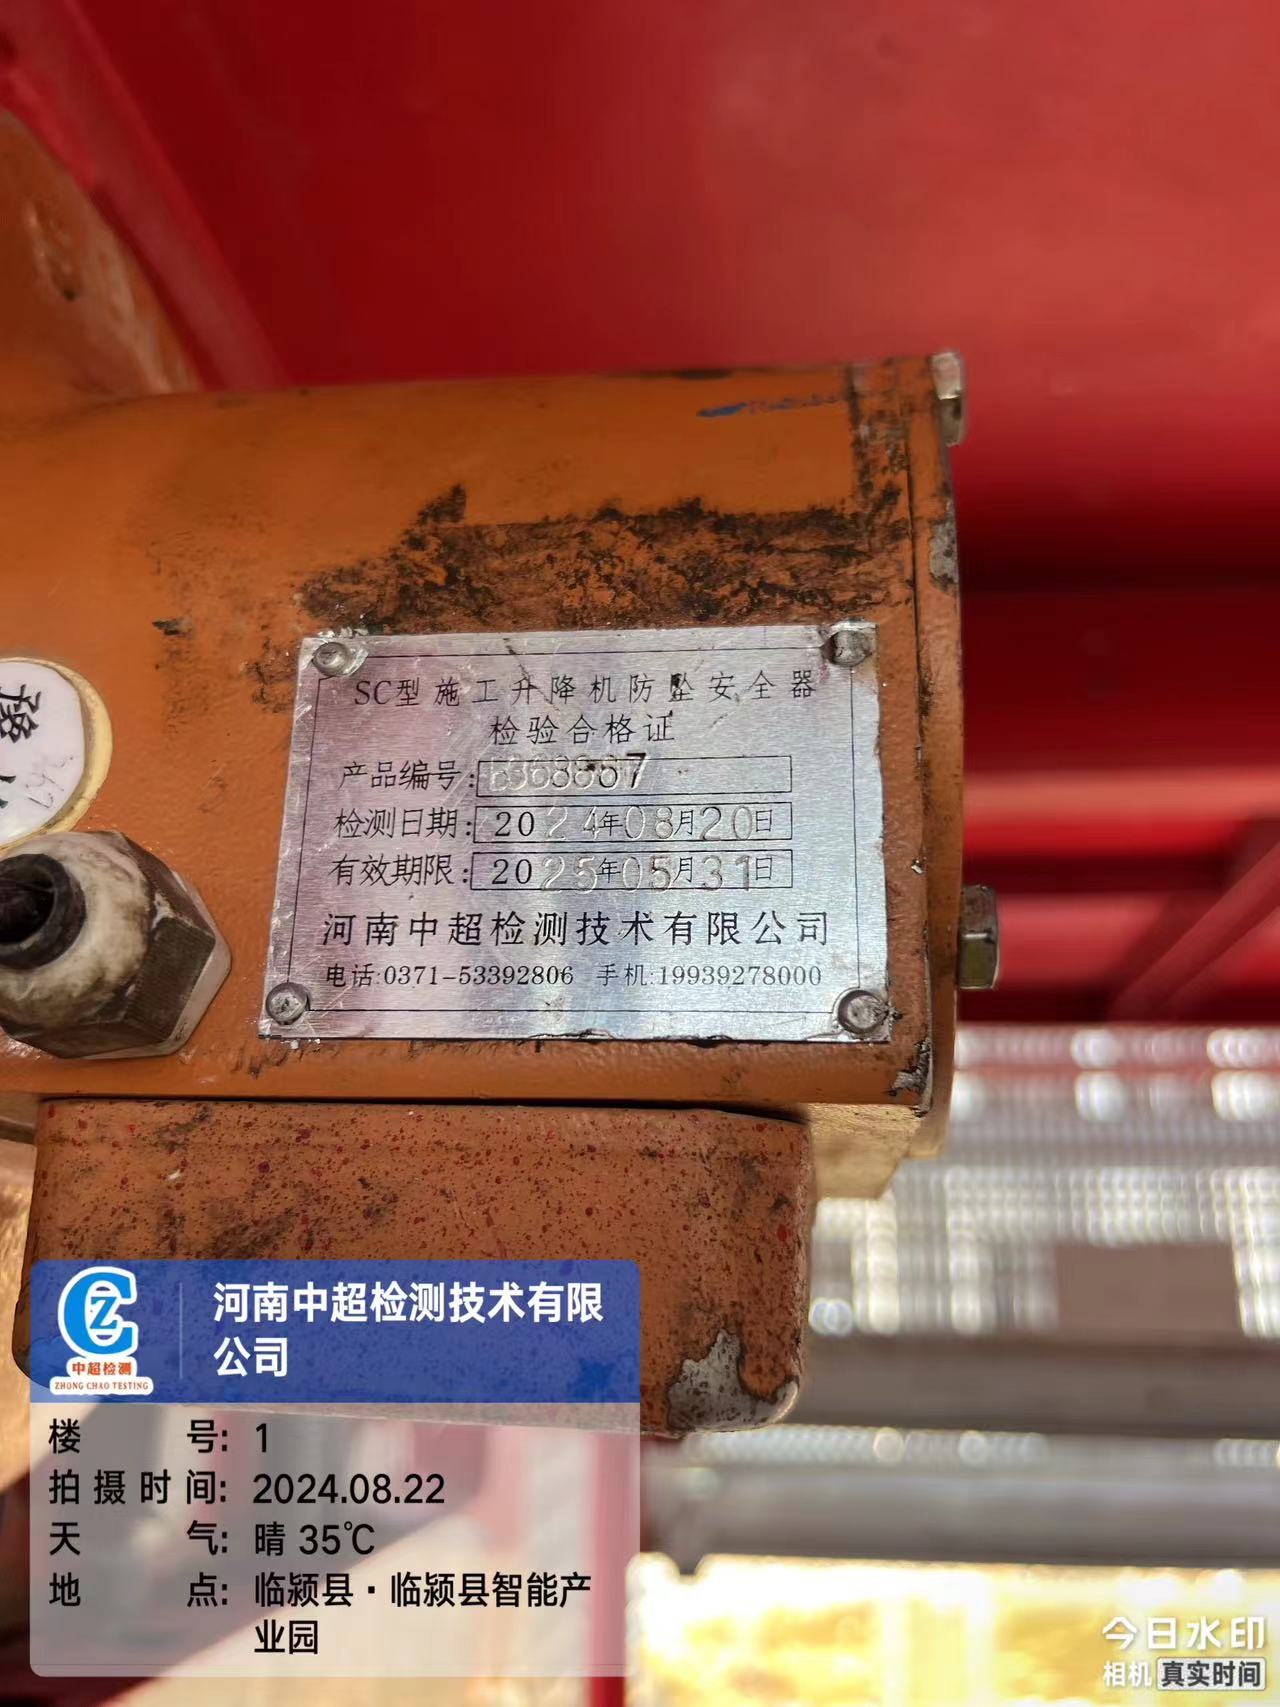 SC型施工升降机防坠安全器
检验合格证
产品编号:
检测日期: 2024年08月20日
有效期限: 2025年05月31日
河南中超检测技术有限公司
电话:0371-53392806 手机:19939278000
中超检测
ZHONG CHAO TESTING
河南中超检测技术有限
公司
楼 号: 1
拍摄时间: 2024.08.22
天 气: 晴 35℃
地 点: 临颍县·临颍县智能产
业园
今日水印
相机 真实时间